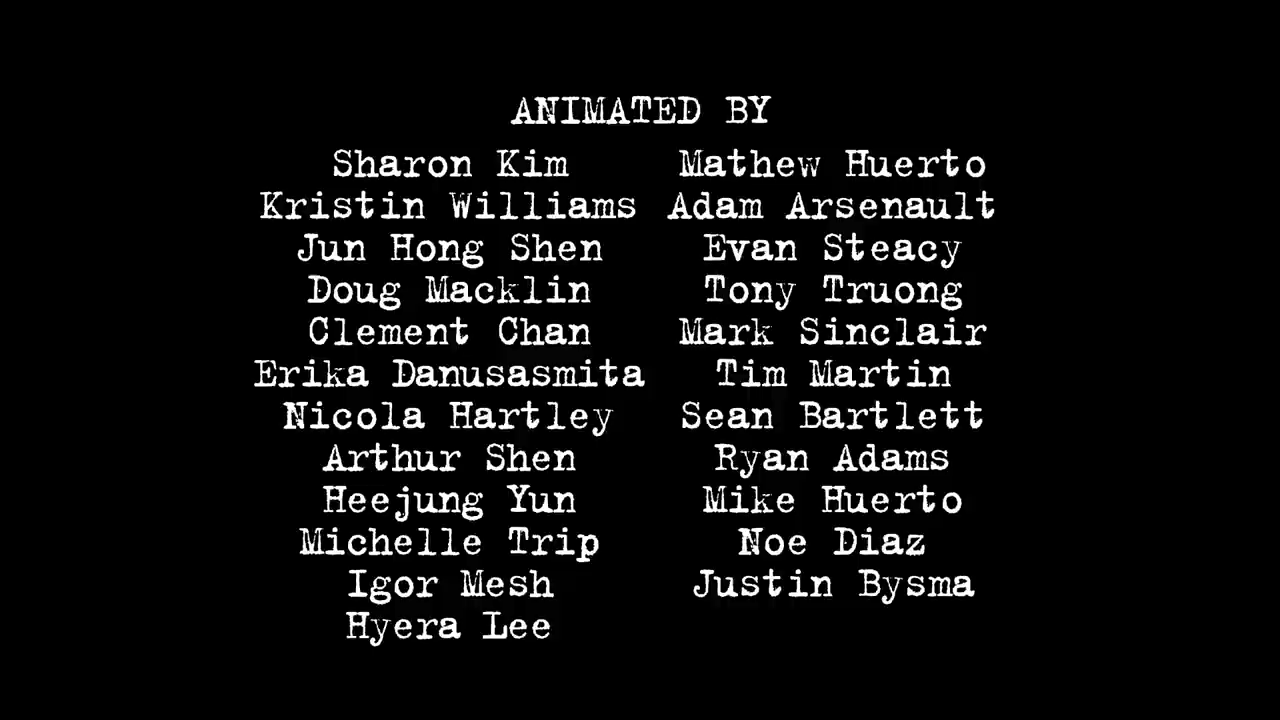 ANIMATED BY
Sharon Kim
Kristin Williams
Jun Hong Shen
Doug Macklin
Clement Chan
Erika Danusasmita
Nicola Hartley
Arthur Shen
Heejung Yun
Michelle Trip
Igor Mesh
Hyera Lee
Mathew Huerto
Adam Arsenault
Evan Steacy
Tony Truong
Mark Sinclair
Tim Martin
Sean Bartlett
Ryan Adams
Mike Huerto
Noe Diaz
Justin Bysma